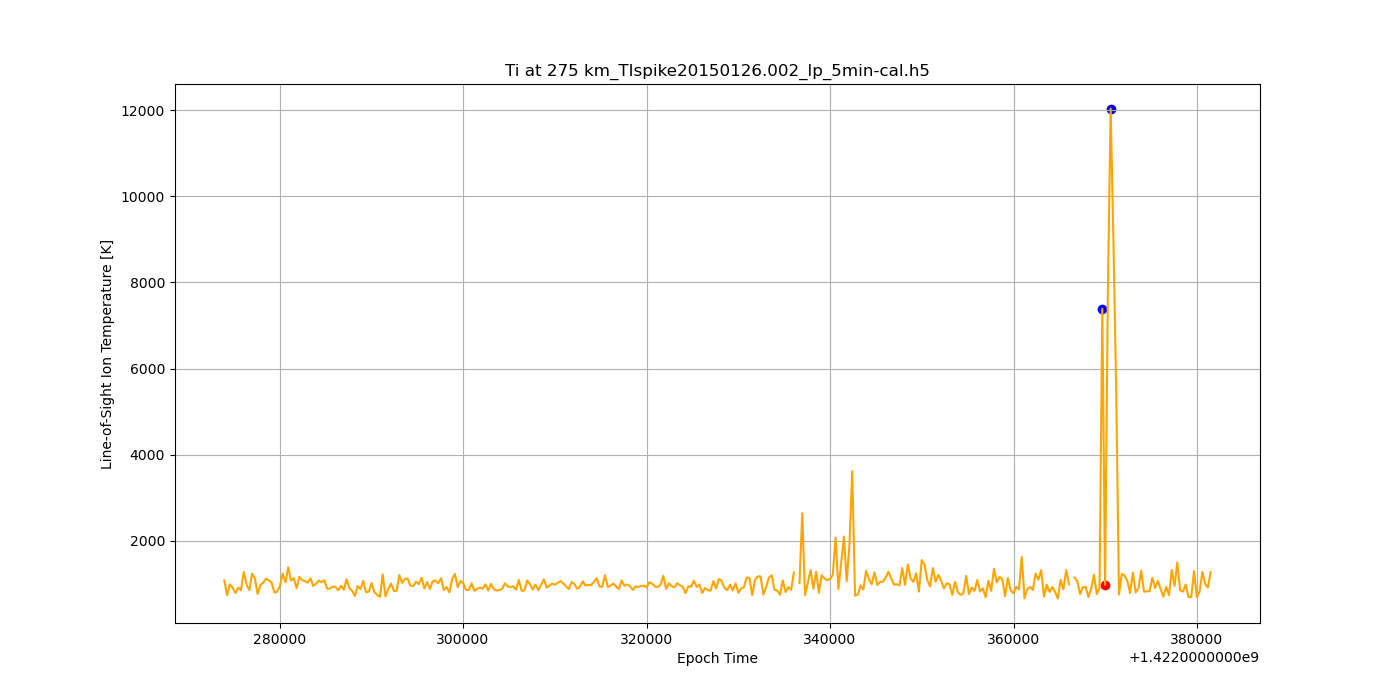 Ti at 275 km_TIspike20150126.002_lp_5min-cal.h5
Line-of-Sight Ion Temperature [K]
12000
10000
8000
6000
4000
2000
280000 300000 320000 340000 360000 380000
Epoch Time
+1.4220000000e9